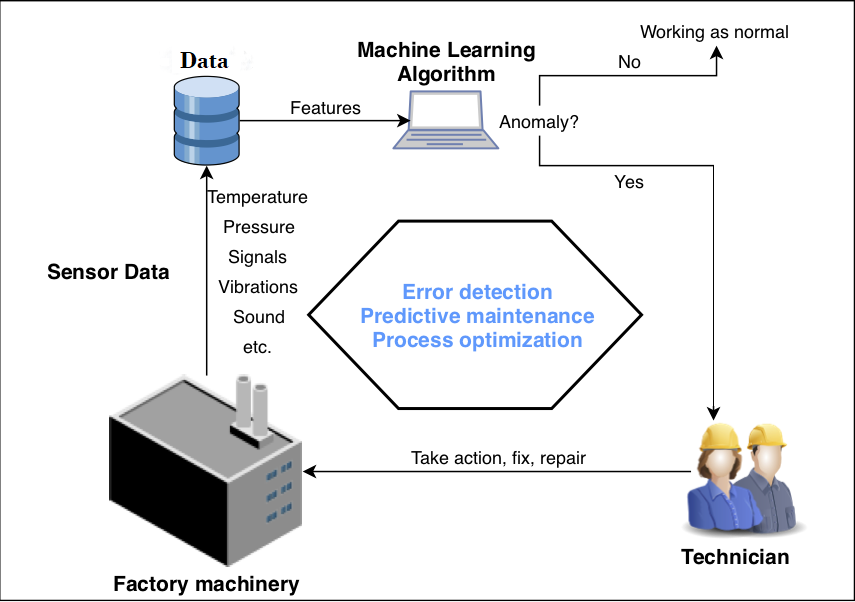 Working as normal
Machine Learning
Algorithm
Data
No
Features
Anomaly?
Yes
Temperature
Pressure
Signals
Vibrations
Sound
etc.
Sensor Data
Error detection
Predictive maintenance
Process optimization
Take action, fix, repair
Technician
Factory machinery